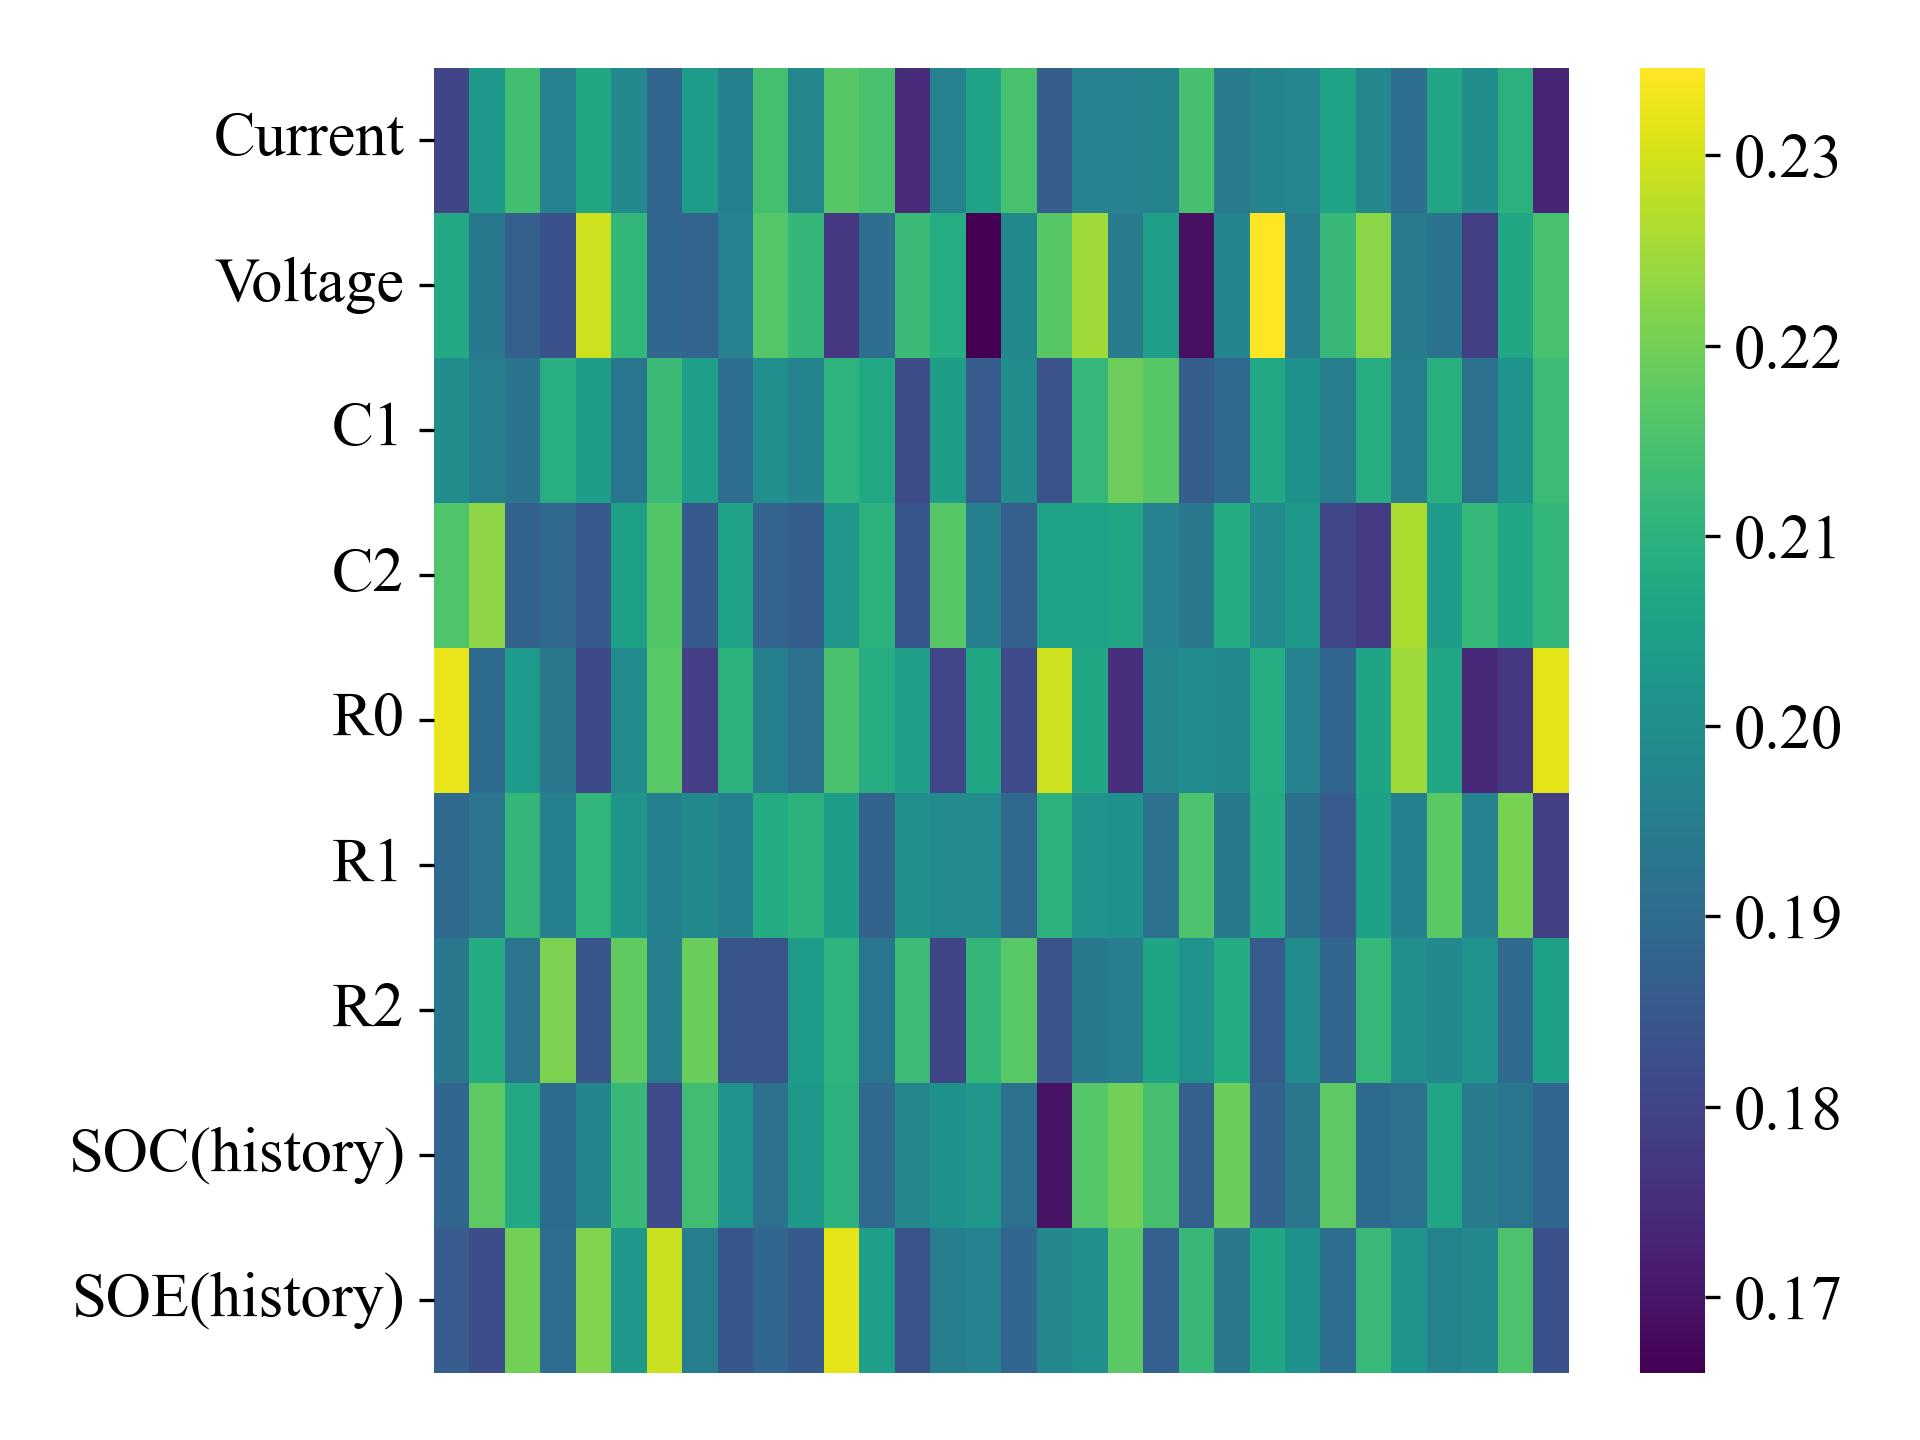 Current
Voltage
C1
C2
R0
R1
R2
SOC(history)
SOE(history)
0.23
0.22
0.21
0.20
0.19
0.18
0.17